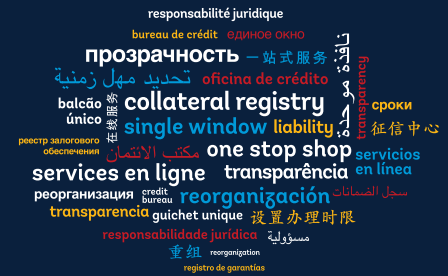 responsabilité juridique
bureau de crédit
единое окно
прозрачность
一站式服务
نافذة موحدة
تحديد مهل زمنية
oficina de crédito
transparency
balcão
único
在线服务
collateral registry
сроки
single window
liability
征信中心
реестр залогового
обеспечения
مكتب الائتمان
one stop shop
servicios
en línea
services en ligne
transparência
реорганизация
credit
bureau
reorganización
سجل الضمانات
transparencia
guichet unique
设置办理时限
responsabilidade jurídica
مسؤولية
重组
reorganization
registro de garantías